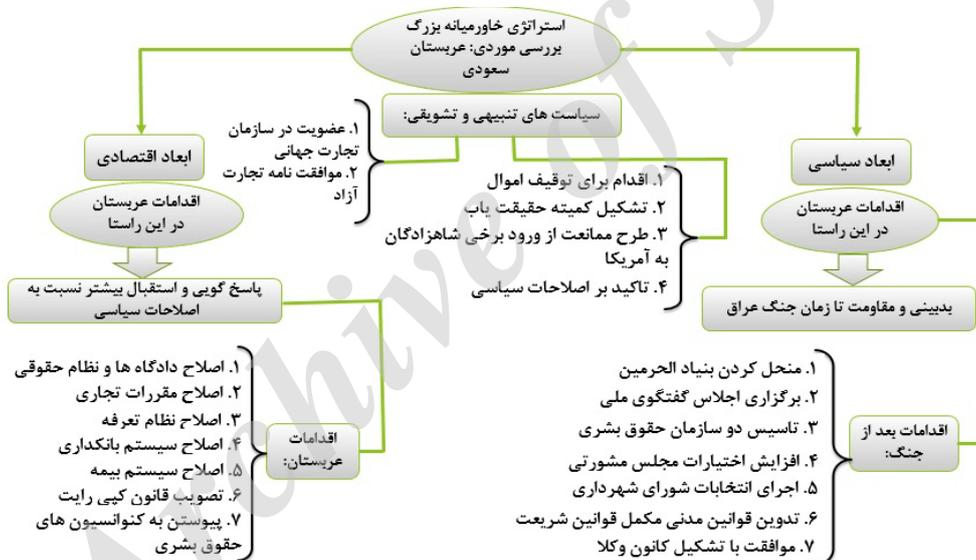 استراتژی خاورمیانه بزرگ
بررسی موردی: عربستان
سعودی
سیاست های تنبیهی و تشویقی:
ابعاد سیاسی
اقدامات عربستان
در این راستا
بدبینی و مقاومت تا زمان جنگ عراق
۱. اقدام برای توقیف اموال
۲. تشکیل کمیته حقیقت یاب
۳. طرح ممانعت از ورود برخی شاهزادگان
به آمریکا
۴. تاکید بر اصلاحات سیاسی
۱. عضویت در سازمان
تجارت جهانی
۲. موافقت نامه تجارت
آزاد
ابعاد اقتصادی
اقدامات عربستان
در این راستا
پاسخ گویی و استقبال بیشتر نسبت به
اصلاحات سیاسی
اقدامات بعد از
جنگ:
۱. منحل کردن بنیاد الحرمین
۲. برگزاری اجلاس گفتگوی ملی
۳. تاسیس دو سازمان حقوق بشری
۴. افزایش اختیارات مجلس مشورتی
۵. اجرای انتخابات شورای شهرداری
۶. تدوین قوانین مدنی مکمل قوانین شریعت
۷. موافقت با تشکیل کانون وکلا
اقدامات
عربستان:
۱. اصلاح دادگاه ها و نظام حقوقی
۲. اصلاح مقررات تجاری
۳. اصلاح نظام تعرفه
۴. اصلاح سیستم بانکداری
۵. اصلاح سیستم بیمه
۶. تصویب قانون کپی رایت
۷. پیوستن به کنوانسیون های
حقوق بشری
Archive of S